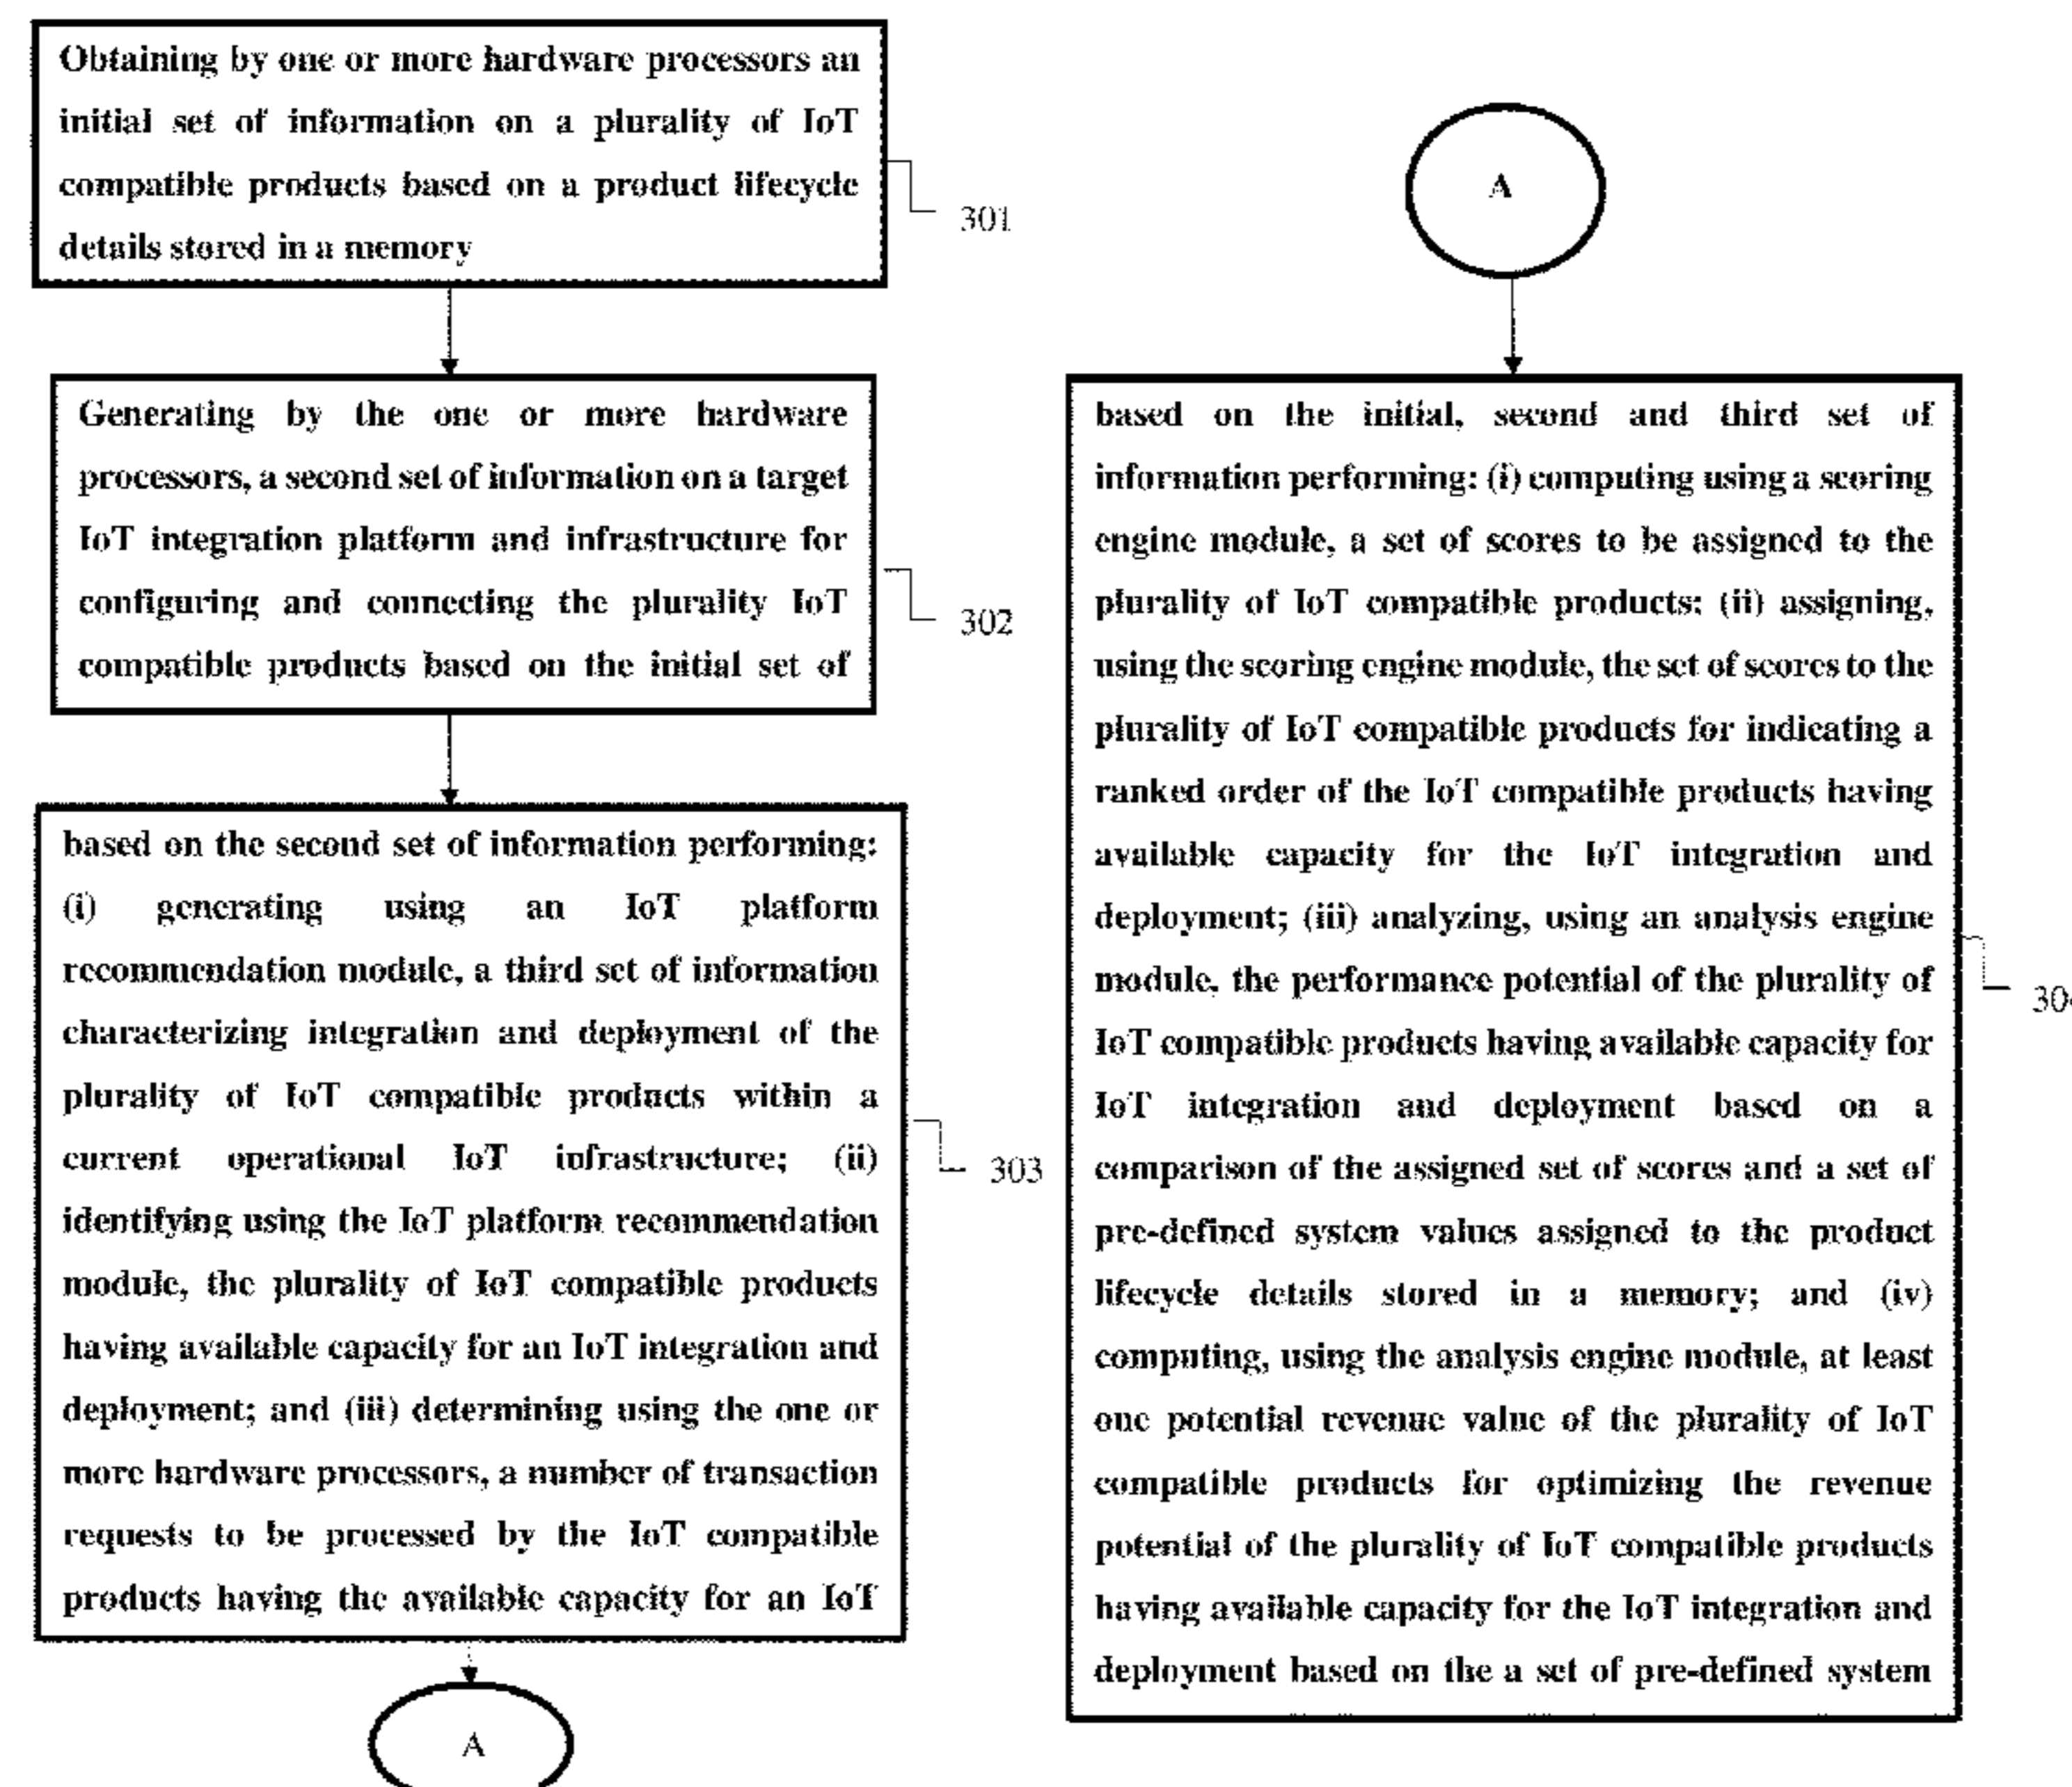 Obtaining by one or more hardware processors an
initial set of information on a plurality of IoT
compatible products based on a product lifecycle
details stored in a memory
301
Generating by the one or more hardware
processors, a second set of information on a target
IoT integration platform and infrastructure for
configuring and connecting the plurality IoT
compatible products based on the initial set of
302
based on the second set of information performing:
(i) generating using an IoT platform
recommendation module, a third set of information
characterizing integration and deployment of the
plurality of IoT compatible products within a
current operational IoT infrastructure; (ii)
identifying using the IoT platform recommendation
module, the plurality of IoT compatible products
having available capacity for an IoT integration and
deployment; and (iii) determining using the one or
more hardware processors, a number of transaction
requests to be processed by the IoT compatible
products having the available capacity for an IoT
303
A
A
based on the initial, second and third set of
information performing: (i) computing using a scoring
engine module, a set of scores to be assigned to the
plurality of IoT compatible products: (ii) assigning,
using the scoring engine module, the set of scores to the
plurality of IoT compatible products for indicating a
ranked order of the IoT compatible products having
available capacity for the IoT integration and
deployment; (iii) analyzing, using an analysis engine
module, the performance potential of the plurality of
IoT compatible products having available capacity for
IoT integration and deployment based on a
comparison of the assigned set of scores and a set of
pre-defined system values assigned to the product
lifecycle details stored in a memory; and (iv)
computing, using the analysis engine module, at least
one potential revenue value of the plurality of IoT
compatible products for optimizing the revenue
potential of the plurality of IoT compatible products
having available capacity for the IoT integration and
deployment based on the a set of pre-defined system